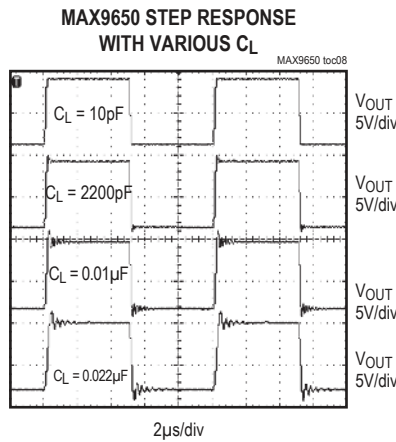 MAX9650 STEP RESPONSE
WITH VARIOUS CL
MAX9650 toc08
T
CL = 10pF
VOUT
5V/div
CL = 2200pF
VOUT
5V/div
CL = 0.01µF
VOUT
5V/div
CL = 0.022µF
VOUT
5V/div
2µs/div